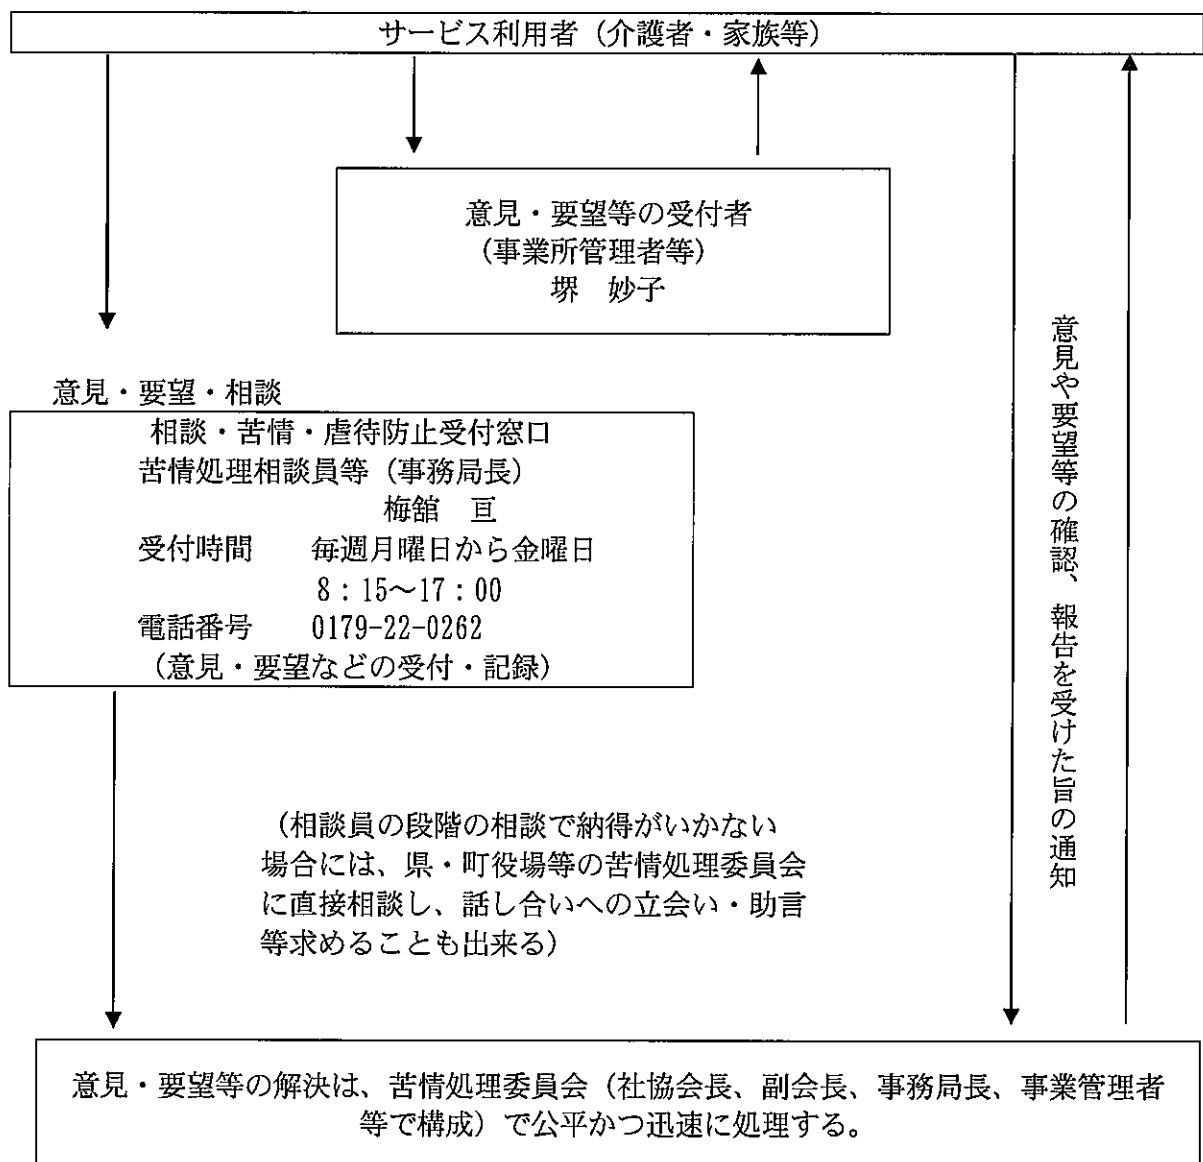 サービス利用者（介護者・家族等）
意見・要望等の受付者
（事業所管理者等）
堺　妙子
意見・要望・相談
相談・苦情・虐待防止受付窓口
苦情処理相談員等（事務局長）
梅舘　亘
受付時間　毎週月曜日から金曜日
8：15～17：00
電話番号　0179-22-0262
（意見・要望などの受付・記録）
意見や要望等の確認、報告を受けた旨の通知
（相談員の段階の相談で納得がいかない
場合には、県・町役場等の苦情処理委員会
に直接相談し、話し合いへの立会い・助言
等求めることも出来る）
意見・要望等の解決は、苦情処理委員会（社協会長、副会長、事務局長、事業管理者
等で構成）で公平かつ迅速に処理する。